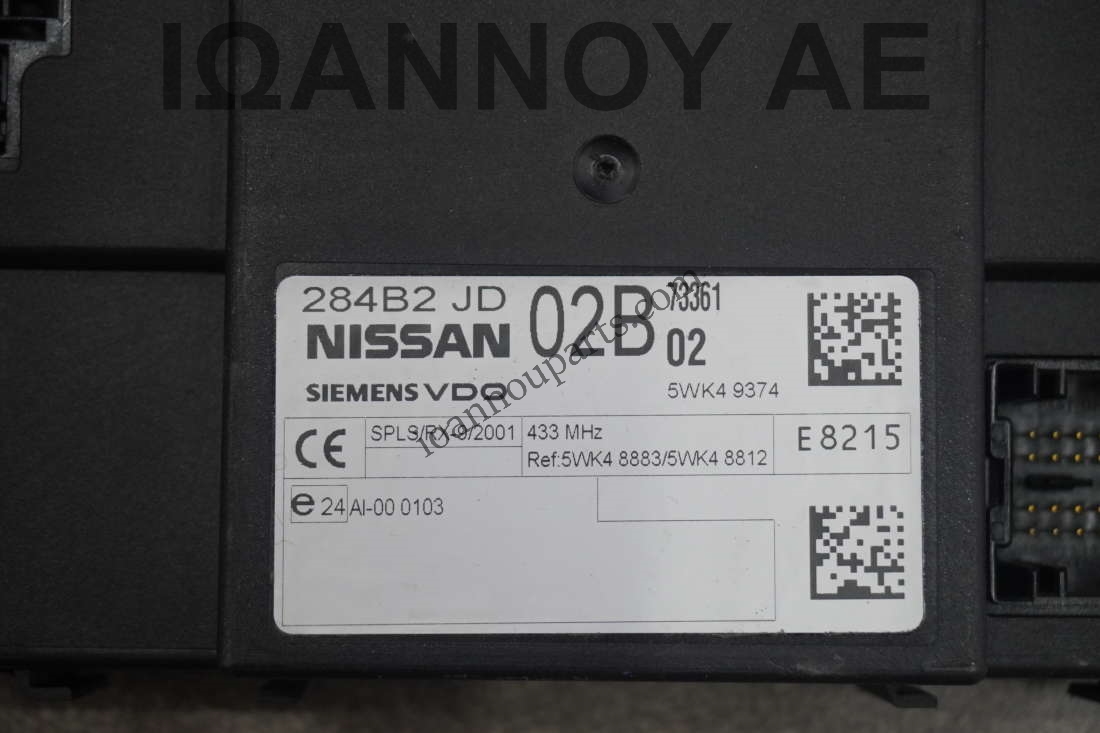 ΙΩΑΝΝΟΥ ΑΕ
284B2 JD
NISSAN
02B
73361
02
SIEMENS VDO
5WK4 9374
CE
SPLS/RX-9/2001
433 MHz
Ref:5WK4 8883/5WK4 8812
E8215
e 24 AI-00 0103
ioannouparts.com